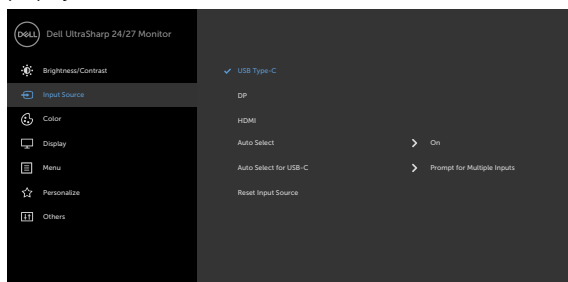 DELL Dell UltraSharp 24/27 Monitor
Brightness/Contrast
USB Type-C
Input Source
DP
Color
HDMI
Display
Auto Select
On
Menu
Auto Select for USB-C
Prompt for Multiple Inputs
Personalize
Reset Input Source
Others